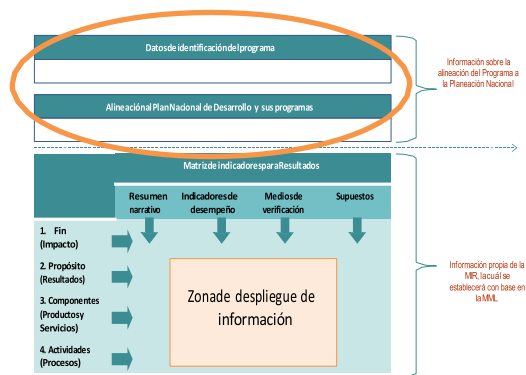 Datos de identificación del programa
Alineación al Plan Nacional de Desarrollo y sus programas
Información sobre la
alineación del Programa a
la Planeación Nacional
Matriz de indicadores para Resultados
Resumen
narrativo
Indicadores de
desempeño
Medios de
verificación
Supuestos
1. Fin
(Impacto)
2. Propósito
(Resultados)
3. Componentes
(Productos y
Servicios)
4. Actividades
(Procesos)
Zona de despliegue de
información
Información propia de la
MIR, la cuál se
establecerá con base en
la MML